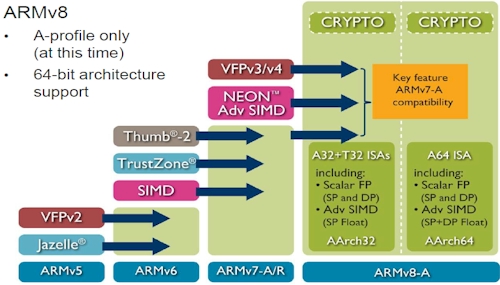 ARMv8
• A-profile only
(at this time)
• 64-bit architecture
support
CRYPTO
CRYPTO
VFPv3/v4
NEON™
Adv SIMD
Key feature
ARMv7-A
compatibility
Thumb®-2
TrustZone®
SIMD
VFPv2
Jazelle®
A32+T32 ISAs
including:
• Scalar FP
(SP and DP)
• Adv SIMD
(SP Float)
AArch32
A64 ISA
including:
• Scalar FP
(SP and DP)
• Adv SIMD
(SP+DP Float)
AArch64
ARMv5
ARMv6
ARMv7-A/R
ARMv8-A